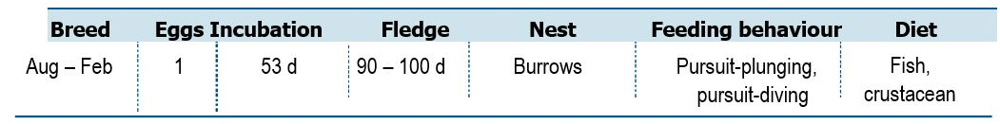 Breed Eggs Incubation Fledge Nest Feeding behaviour Diet
Aug – Feb 1 53 d 90 – 100 d Burrows Pursuit-plunging, Fish,
pursuit-diving crustacean